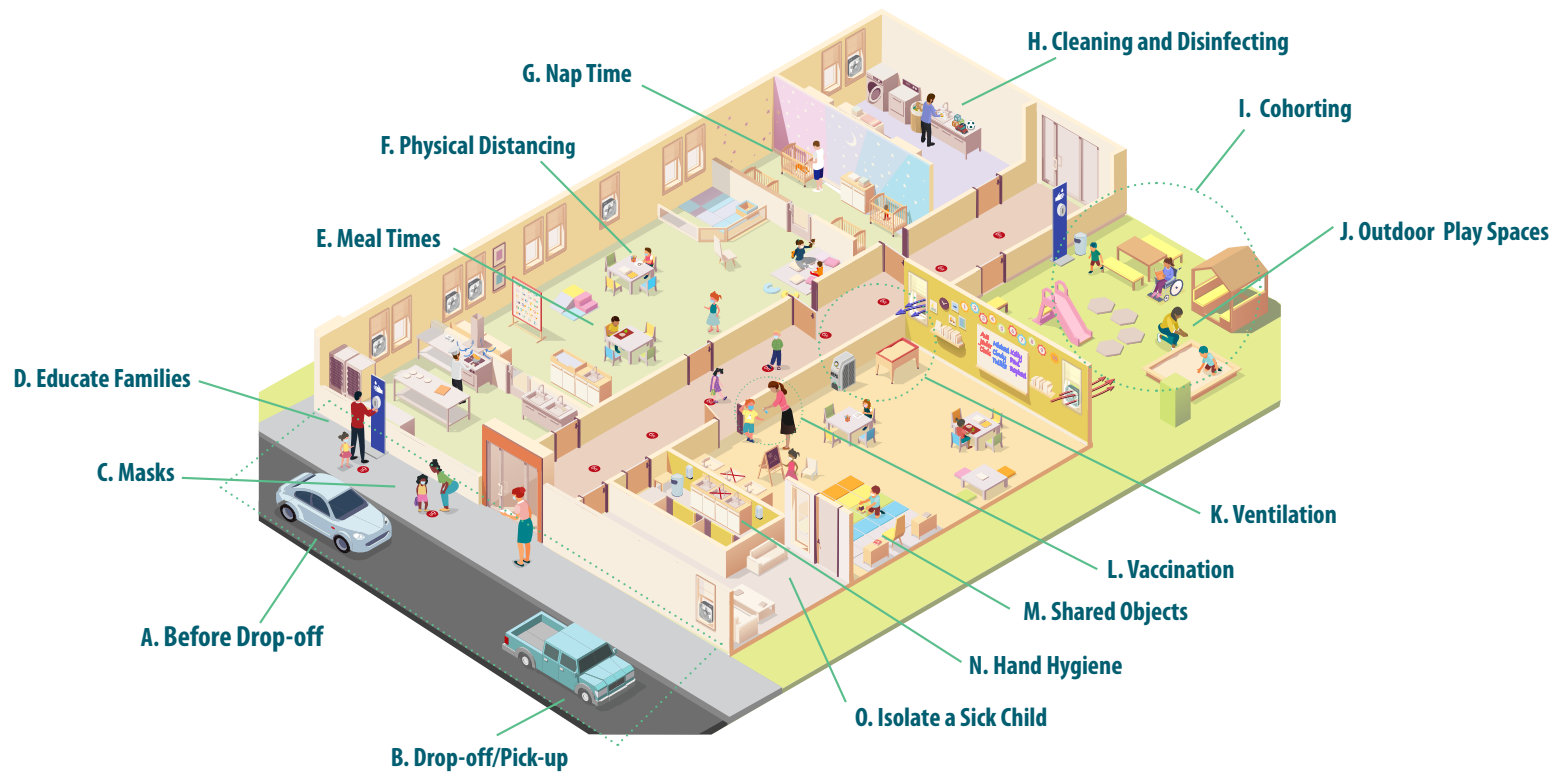 H. Cleaning and Disinfecting
G. Nap Time
I. Cohorting
F. Physical Distancing
J. Outdoor Play Spaces
E. Meal Times
D. Educate Families
C. Masks
K. Ventilation
L. Vaccination
M. Shared Objects
A. Before Drop-off
N. Hand Hygiene
O. Isolate a Sick Child
B. Drop-off/Pick-up